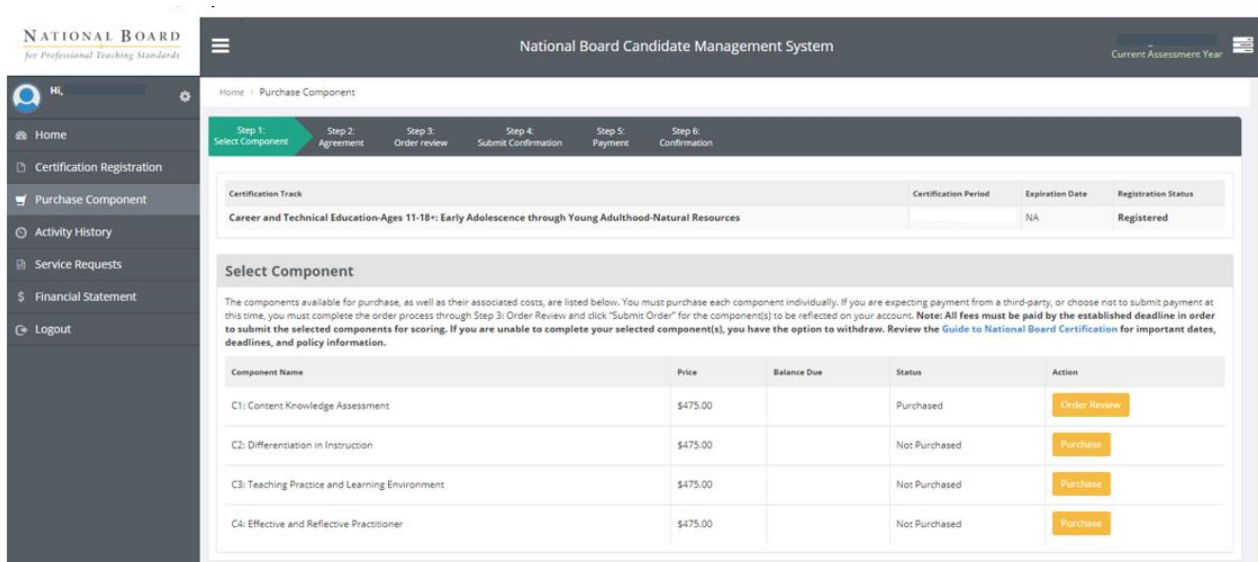 NATIONAL BOARD
for Professional Teaching Standards
National Board Candidate Management System
Current Assessment Year
Hi,
Home > Purchase Component
Home
Certification Registration
Purchase Component
Activity History
Service Requests
$ Financial Statement
Logout
Step 1: Step 2: Step 3: Step 4: Step 5: Step 6:
Select Component Agreement Order review Submit Confirmation Payment Confirmation
Certification Track Certification Period Expiration Date Registration Status
Career and Technical Education-Ages 11-18+: Early Adolescence through Young Adulthood-Natural Resources NA Registered
Select Component
The components available for purchase, as well as their associated costs, are listed below. You must purchase each component individually. If you are expecting payment from a third-party, or choose not to submit payment at
this time, you must complete the order process through Step 3: Order Review and click "Submit Order" for the component(s) to be reflected on your account. Note: All fees must be paid by the established deadline in order
to submit the selected components for scoring. If you are unable to complete your selected component(s), you have the option to withdraw. Review the Guide to National Board Certification for important dates,
deadlines, and policy information.
Component Name Price Balance Due Status Action
C1: Content Knowledge Assessment $475.00 Purchased Order Review
C2: Differentiation in Instruction $475.00 Not Purchased Purchase
C3: Teaching Practice and Learning Environment $475.00 Not Purchased Purchase
C4: Effective and Reflective Practitioner $475.00 Not Purchased Purchase